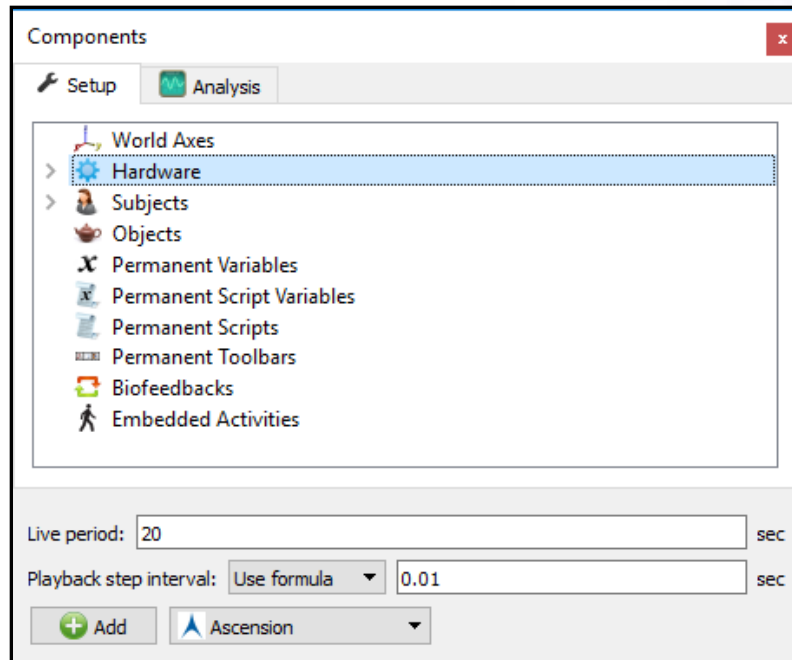 Components
x
Setup Analysis
World Axes
Hardware
Subjects
Objects
Permanent Variables
Permanent Script Variables
Permanent Scripts
Permanent Toolbars
Biofeedbacks
Embedded Activities
Live period: 20 sec
Playback step interval: Use formula 0.01 sec
Add Ascension